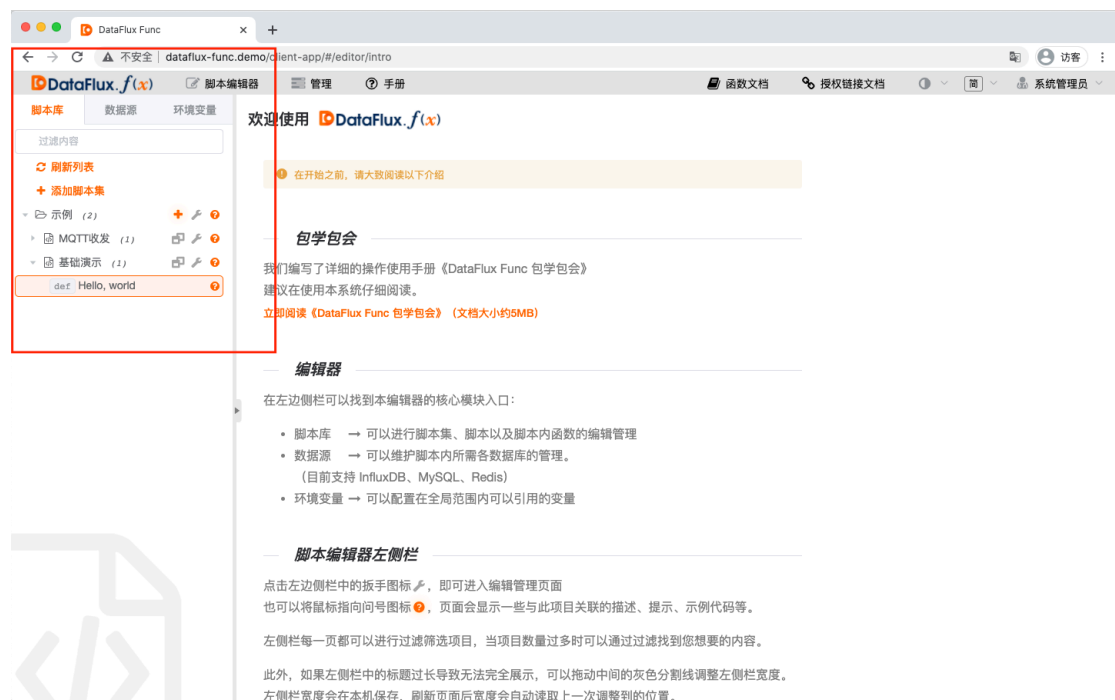 DataFlux Func
不安全 dataflux-func.demo/client-app/#/editor/intro
访客
DataFlux.f(x) 脚本编辑器 管理 手册 函数文档 授权链接文档 简 系统管理员
脚本库 数据源 环境变量
过滤内容
刷新列表
添加脚本集
示例 (2)
MQTT收发 (1)
基础演示 (1)
def Hello, world
欢迎使用 DataFlux.f(x)
在开始之前，请大致阅读以下介绍
包学包会
我们编写了详细的操作使用手册《DataFlux Func 包学包会》
建议在使用本系统仔细阅读。
立即阅读《DataFlux Func 包学包会》（文档大小约5MB）
编辑器
在左边侧栏可以找到本编辑器的核心模块入口：
• 脚本库 → 可以进行脚本集、脚本以及脚本内函数的编辑管理
• 数据源 → 可以维护脚本内所需各数据库的管理。
（目前支持 InfluxDB、MySQL、Redis）
• 环境变量 → 可以配置在全局范围内可以引用的变量
脚本编辑器左侧栏
点击左边侧栏中的扳手图标，即可进入编辑管理页面
也可以将鼠标指向问号图标，页面会显示一些与此项目关联的描述、提示、示例代码等。
左侧栏每一页都可以进行过滤筛选项目，当项目数量过多时可以通过过滤找到您想要的内容。
此外，如果左侧栏中的标题过长导致无法完全展示，可以拖动中间的灰色分割线调整左侧栏宽度。
左侧栏宽度会在本机保存，刷新页面后宽度会自动读取上一次调整到的位置。